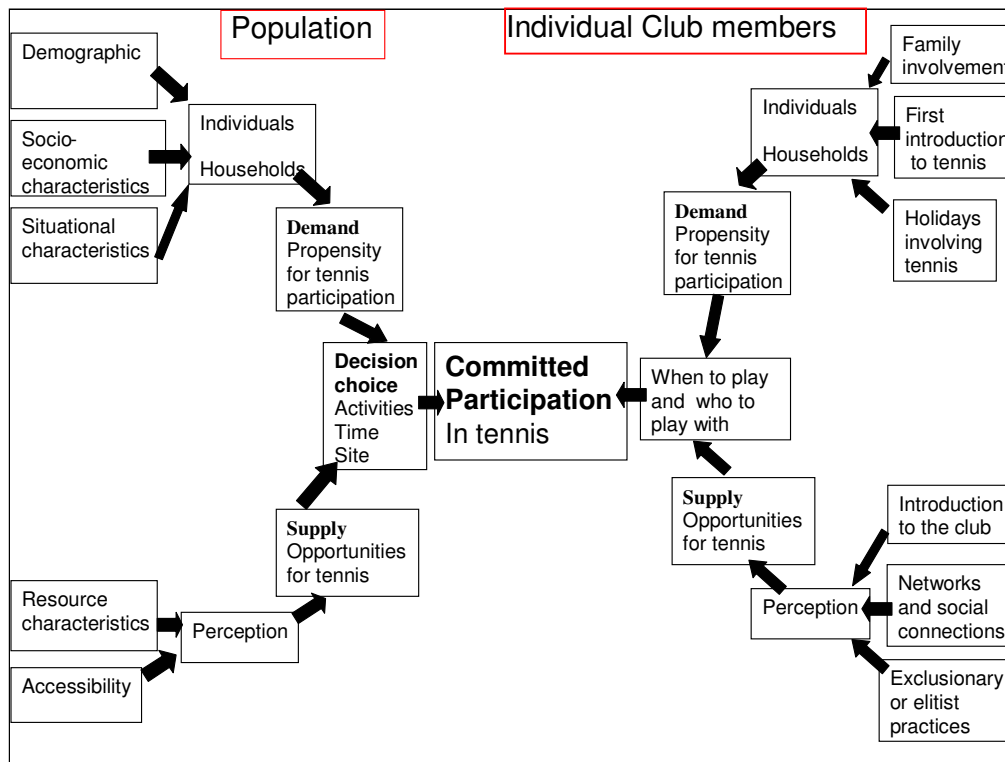 Population
Individual Club members
Demographic
Socio-
economic
characteristics
Situational
characteristics
Individuals
Households
Demand
Propensity
for tennis
participation
Decision
choice
Activities
Time
Site
Supply
Opportunities
for tennis
Resource
characteristics
Accessibility
Perception
Committed
Participation
In tennis
Family
involvement
First
introduction
to tennis
Holidays
involving
tennis
Individuals
Households
Demand
Propensity
for tennis
participation
When to play
and who to
play with
Supply
Opportunities
for tennis
Perception
Introduction
to the club
Networks
and social
connections
Exclusionary
or elitist
practices